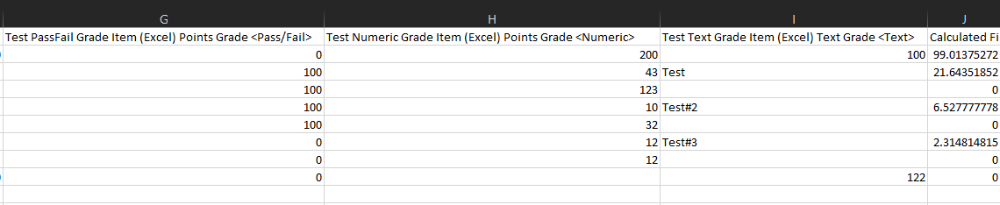 G H I J
Test PassFail Grade Item (Excel) Points Grade <Pass/Fail> Test Numeric Grade Item (Excel) Points Grade <Numeric> Test Text Grade Item (Excel) Text Grade <Text> Calculated Fi
0 200 100 99.01375272
100 43 Test 21.64351852
100 123 0
100 10 Test#2 6.527777778
100 32 0
0 12 Test#3 2.314814815
0 12 0
0 122 0